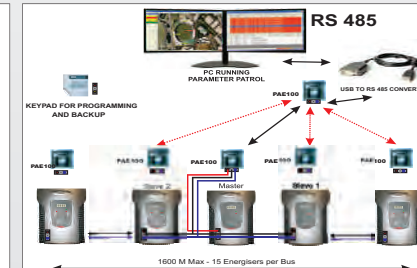 RS 485
PC RUNNING
PARAMETER PATROL
USB TO RS 485 CONVERT
KEYPAD FOR PROGRAMMING
AND BACKUP
PAE100
PAE100
PAE100
PAE100
PAE100
PAE100
Slave 2
Master
Slave 1
1600 M Max - 15 Energisers per Bus